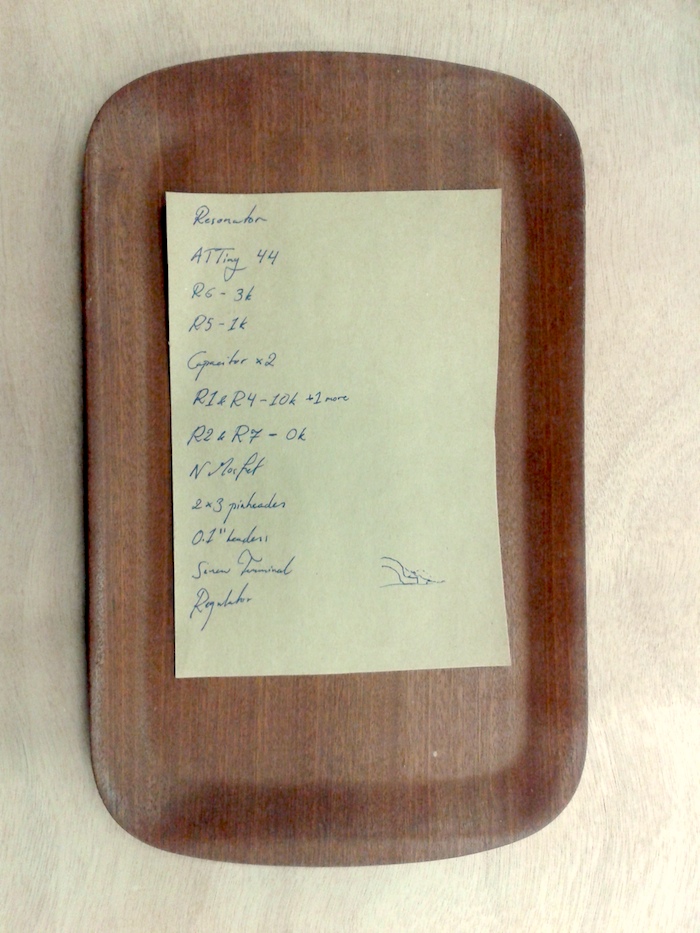 Resonator
ATTiny 44
R6 - 3k
R5 - 1k
Capacitor x2
R1 & R4 - 10k +1 more
R2 & R7 - 0k
N Mosfet
2x3 pinheader
0.1" headers
Screw Terminal
Regulator